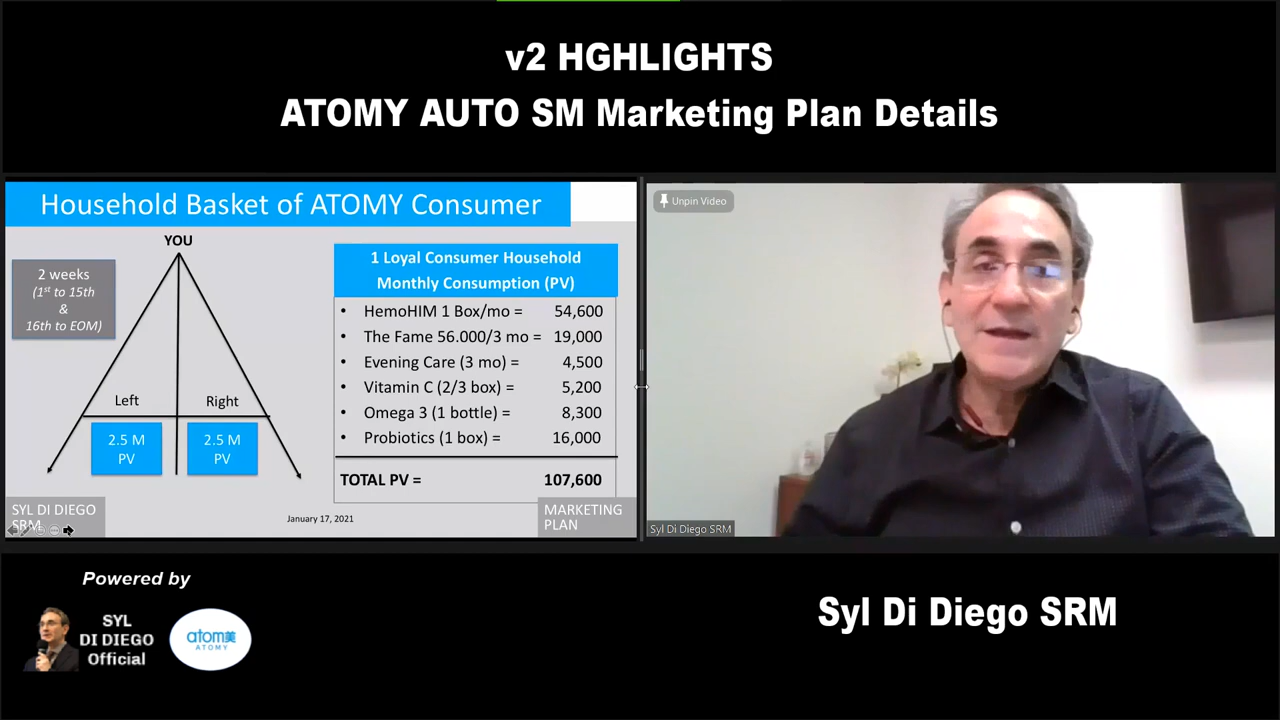 v2 HGHLIGHTS
ATOMY AUTO SM Marketing Plan Details
Household Basket of ATOMY Consumer
YOU
2 weeks
(1st to 15th
&
16th to EOM)
Left
Right
2.5 M
PV
2.5 M
PV
1 Loyal Consumer Household
Monthly Consumption (PV)
• HemoHIM 1 Box/mo = 54,600
• The Fame 56.000/3 mo = 19,000
• Evening Care (3 mo) = 4,500
• Vitamin C (2/3 box) = 5,200
• Omega 3 (1 bottle) = 8,300
• Probiotics (1 box) = 16,000
TOTAL PV = 107,600
SYL DI DIEGO
SRM
January 17, 2021
MARKETING
PLAN
Unpin Video
Syl Di Diego SRM
Powered by
SYL
DI DIEGO
Official
atom美
ATOMY
Syl Di Diego SRM